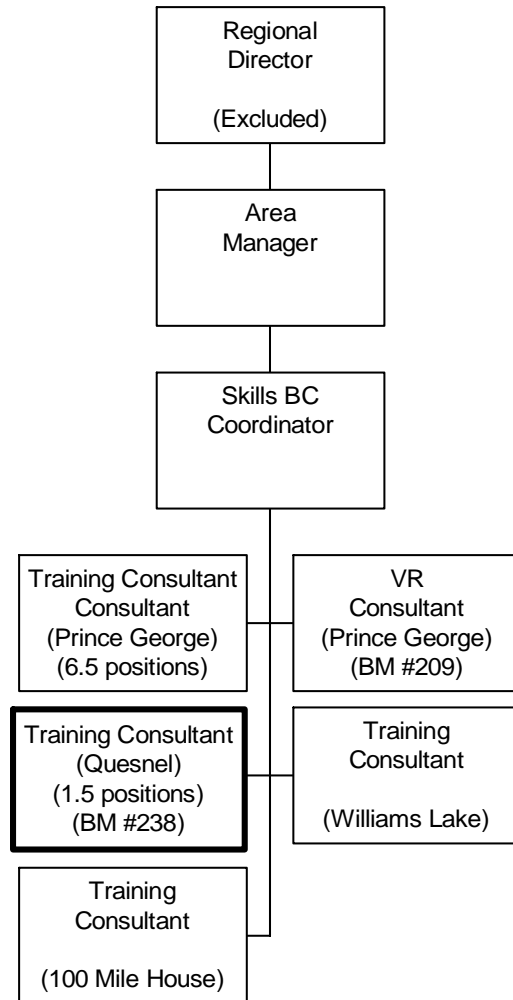 Regional
Director
(Excluded)
Area
Manager
Skills BC
Coordinator
Training Consultant
Consultant
(Prince George)
(6.5 positions)
VR
Consultant
(Prince George)
(BM #209)
Training Consultant
(Quesnel)
(1.5 positions)
(BM #238)
Training
Consultant
(Williams Lake)
Training
Consultant
(100 Mile House)